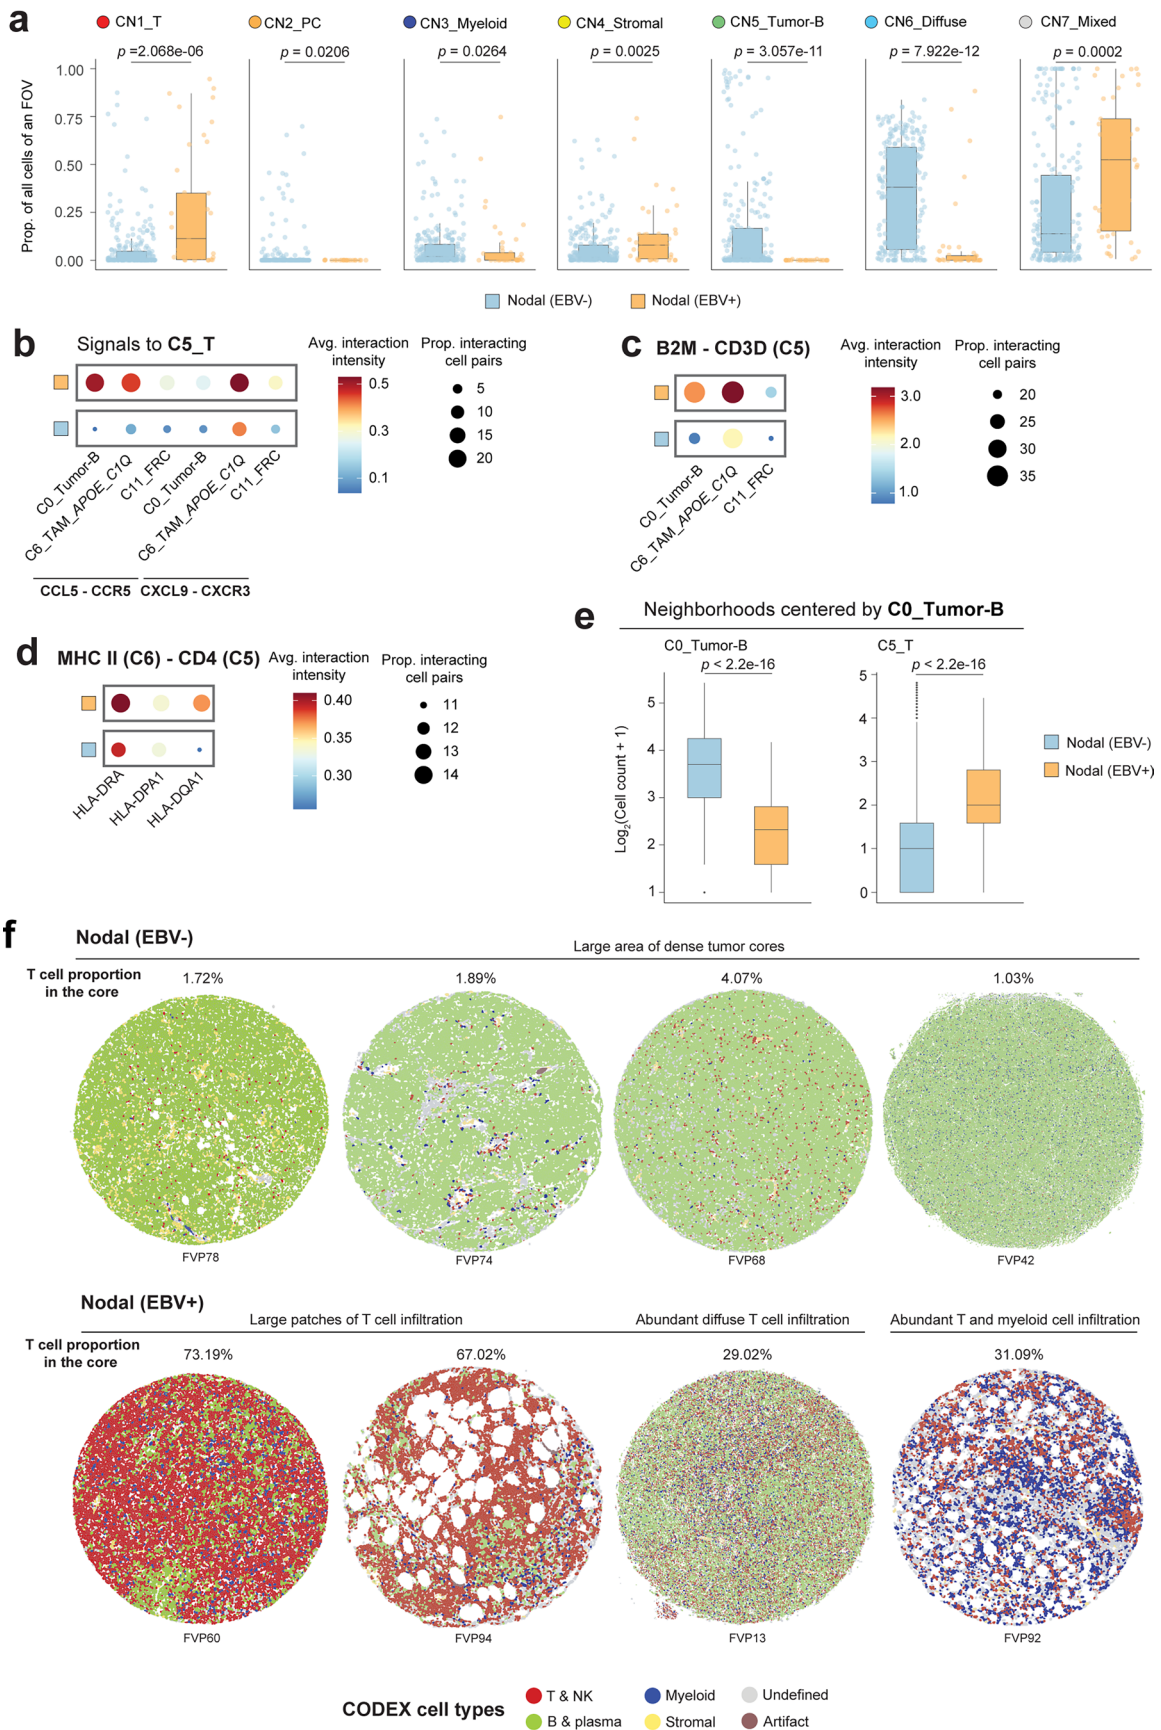 a
CN1_T
CN2_PC
CN3_Myeloid
CN4_Stromal
CN5_Tumor-B
CN6_Diffuse
CN7_Mixed
p =2.068e-06
p = 0.0206
p = 0.0264
p = 0.0025
p = 3.057e-11
p = 7.922e-12
p = 0.0002
Prop. of all cells of an FOV
1.00
0.75
0.50
0.25
0.00
Nodal (EBV-)
Nodal (EBV+)
b
Signals to C5_T
Avg. interaction
intensity
0.5
0.3
0.1
Prop. interacting
cell pairs
5
10
15
20
C0_Tumor-B
C6_TAM_APOE_C1Q
C11_FRC
C0_Tumor-B
C6_TAM_APOE_C1Q
C11_FRC
CCL5 - CCR5
CXCL9 - CXCR3
c
B2M - CD3D (C5)
Avg. interaction
intensity
3.0
2.0
1.0
Prop. interacting
cell pairs
20
25
30
35
C0_Tumor-B
C6_TAM_APOE_C1Q
C11_FRC
d
MHC II (C6) - CD4 (C5)
Avg. interaction
intensity
0.40
0.35
0.30
Prop. interacting
cell pairs
11
12
13
14
HLA-DRA
HLA-DPA1
HLA-DQA1
e
Neighborhoods centered by C0_Tumor-B
C0_Tumor-B
p < 2.2e-16
Log2(Cell count + 1)
5
4
3
2
1
C5_T
p < 2.2e-16
5
4
3
2
1
0
Nodal (EBV-)
Nodal (EBV+)
f
Nodal (EBV-)
Large area of dense tumor cores
T cell proportion
in the core
1.72%
1.89%
4.07%
1.03%
FVP78
FVP74
FVP68
FVP42
Nodal (EBV+)
Large patches of T cell infiltration
Abundant diffuse T cell infiltration
Abundant T and myeloid cell infiltration
T cell proportion
in the core
73.19%
67.02%
29.02%
31.09%
FVP60
FVP94
FVP13
FVP92
CODEX cell types
T & NK
Myeloid
Undefined
B & plasma
Stromal
Artifact